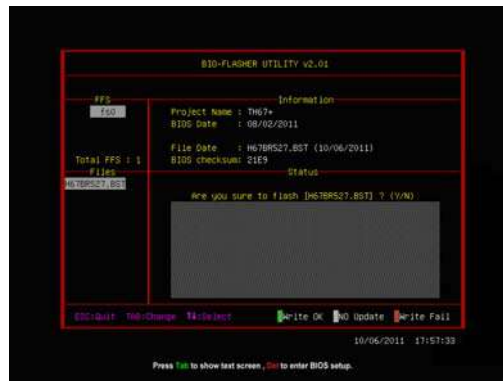 BIO-FLASHER UTILITY v2.01
FFS
fs0
Total FFS : 1
Files
H67BR527.BST
Information
Project Name : TH67+
BIOS Date : 08/02/2011
File Date : H67BR527.BST (10/06/2011)
BIOS checksum: 21E9
Status
Are you sure to flash [H67BR527.BST] ? (Y/N)
ESC:Quit TAB:Change ↑↓:Select Write OK NO Update Write Fail
10/06/2011 17:57:33
Press Tab to show text screen , Del to enter BIOS setup.